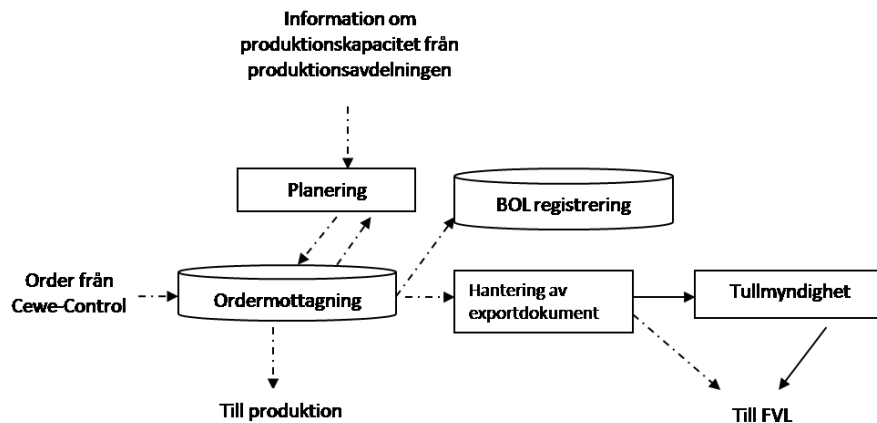 Information om
produktionskapacitet från
produktionsavdelningen
Planering
BOL registrering
Order från
Cewe-Control
Ordermottagning
Hantering av
exportdokument
Tullmyndighet
Till produktion
Till FVL